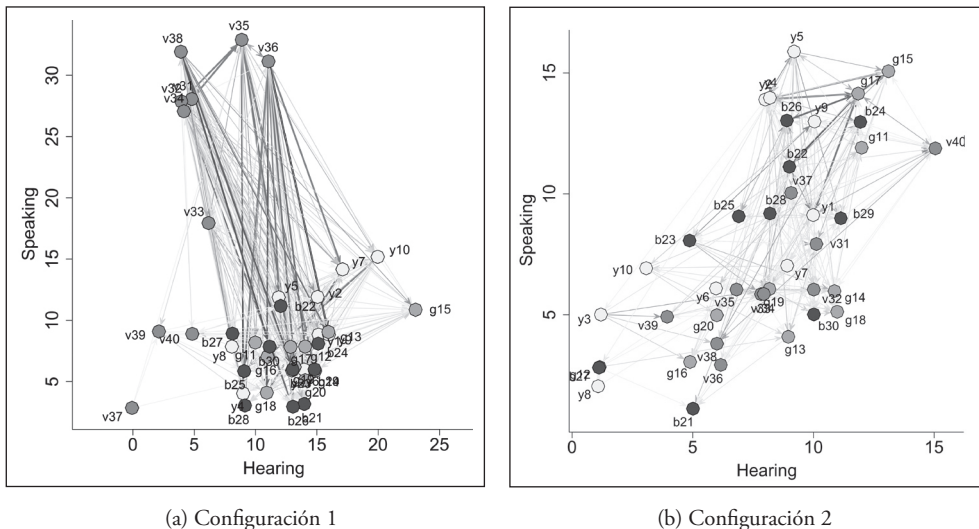 v35
v38
v36
30
v31
v34
25
Speaking
20
v33
15
y7
y10
y5
y2
b22
10
g15
v39
v40
b27
g13
y8
g11
b30
b24
g16
g17
g12
5
b25
g18
g20
v37
y4
b28
b21
0 5 10 15 20 25
Hearing
(a) Configuración 1
y5
15
g15
g17
b26
y9
b24
g11
v40
b22
10
v37
b25
b28
y1
b29
Speaking
b23
v31
y10
y7
y6
v35
g19
v32
g14
5
y3
v39
g20
b30
g18
v38
g13
g16
v36
y8
b21
0 5 10 15
Hearing
(b) Configuración 2